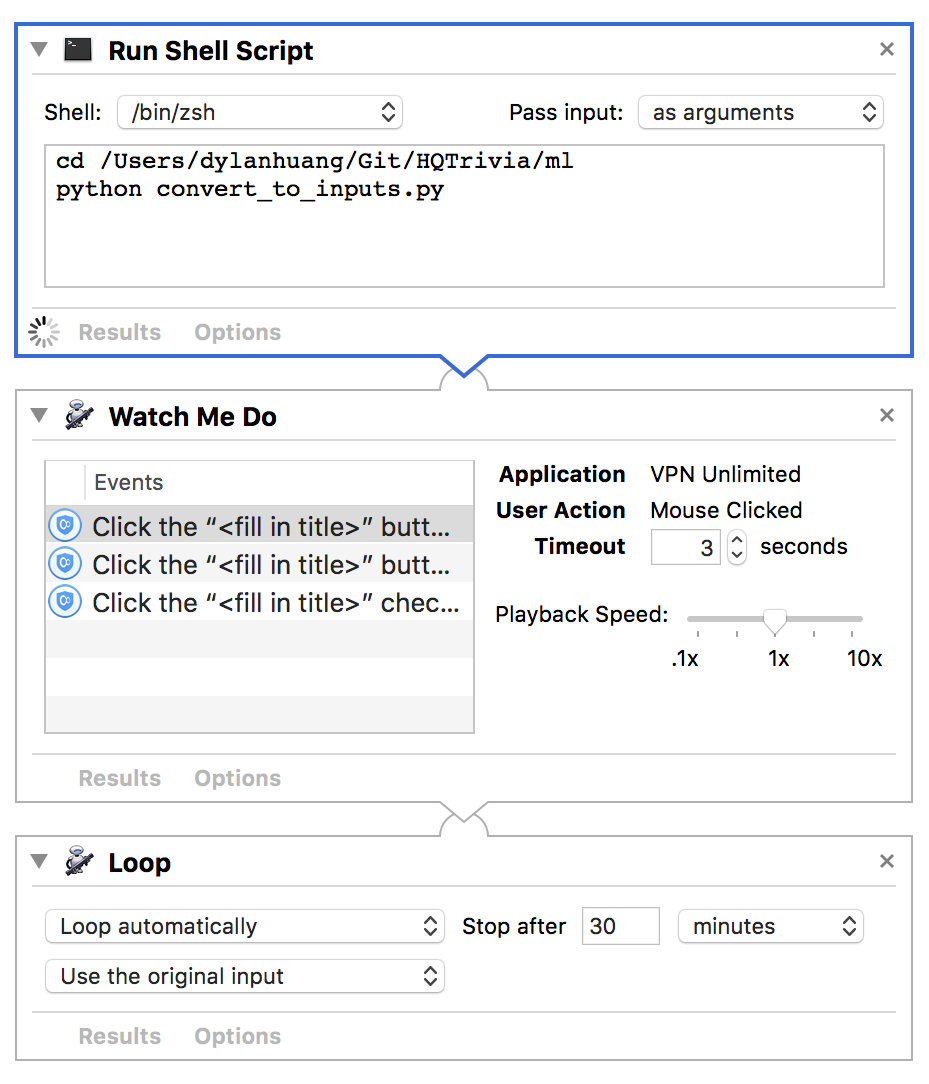 Run Shell Script
Shell: /bin/zsh Pass input: as arguments
cd /Users/dylanhuang/Git/HQTrivia/ml
python convert_to_inputs.py
Results Options
Watch Me Do
Events
Click the “<fill in title>” butt...
Click the “<fill in title>” butt...
Click the “<fill in title>” chec...
Application VPN Unlimited
User Action Mouse Clicked
Timeout 3 seconds
Playback Speed:
.1x 1x 10x
Results Options
Loop
Loop automatically Stop after 30 minutes
Use the original input
Results Options